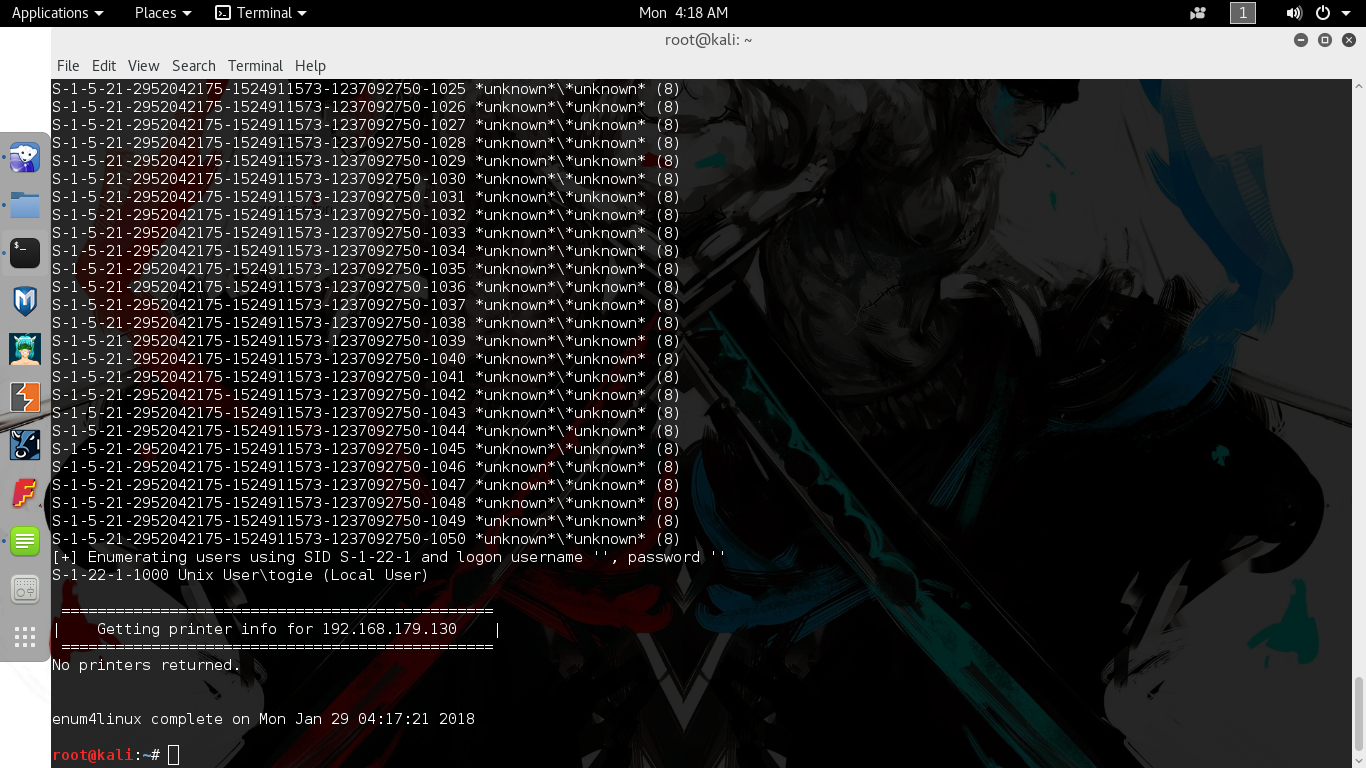 Applications Places Terminal Mon 4:18 AM 1
root@kali: ~
File Edit View Search Terminal Help
S-1-5-21-2952042175-1524911573-1237092750-1025 *unknown*\*unknown* (8)
S-1-5-21-2952042175-1524911573-1237092750-1026 *unknown*\*unknown* (8)
S-1-5-21-2952042175-1524911573-1237092750-1027 *unknown*\*unknown* (8)
S-1-5-21-2952042175-1524911573-1237092750-1028 *unknown*\*unknown* (8)
S-1-5-21-2952042175-1524911573-1237092750-1029 *unknown*\*unknown* (8)
S-1-5-21-2952042175-1524911573-1237092750-1030 *unknown*\*unknown* (8)
S-1-5-21-2952042175-1524911573-1237092750-1031 *unknown*\*unknown* (8)
S-1-5-21-2952042175-1524911573-1237092750-1032 *unknown*\*unknown* (8)
S-1-5-21-2952042175-1524911573-1237092750-1033 *unknown*\*unknown* (8)
S-1-5-21-2952042175-1524911573-1237092750-1034 *unknown*\*unknown* (8)
S-1-5-21-2952042175-1524911573-1237092750-1035 *unknown*\*unknown* (8)
S-1-5-21-2952042175-1524911573-1237092750-1036 *unknown*\*unknown* (8)
S-1-5-21-2952042175-1524911573-1237092750-1037 *unknown*\*unknown* (8)
S-1-5-21-2952042175-1524911573-1237092750-1038 *unknown*\*unknown* (8)
S-1-5-21-2952042175-1524911573-1237092750-1039 *unknown*\*unknown* (8)
S-1-5-21-2952042175-1524911573-1237092750-1040 *unknown*\*unknown* (8)
S-1-5-21-2952042175-1524911573-1237092750-1041 *unknown*\*unknown* (8)
S-1-5-21-2952042175-1524911573-1237092750-1042 *unknown*\*unknown* (8)
S-1-5-21-2952042175-1524911573-1237092750-1043 *unknown*\*unknown* (8)
S-1-5-21-2952042175-1524911573-1237092750-1044 *unknown*\*unknown* (8)
S-1-5-21-2952042175-1524911573-1237092750-1045 *unknown*\*unknown* (8)
S-1-5-21-2952042175-1524911573-1237092750-1046 *unknown*\*unknown* (8)
S-1-5-21-2952042175-1524911573-1237092750-1047 *unknown*\*unknown* (8)
S-1-5-21-2952042175-1524911573-1237092750-1048 *unknown*\*unknown* (8)
S-1-5-21-2952042175-1524911573-1237092750-1049 *unknown*\*unknown* (8)
S-1-5-21-2952042175-1524911573-1237092750-1050 *unknown*\*unknown* (8)
[+] Enumerating users using SID S-1-22-1 and logon username '', password ''
S-1-22-1-1000 Unix User\togie (Local User)
================================================
|    Getting printer info for 192.168.179.130    |
================================================
No printers returned.
enum4linux complete on Mon Jan 29 04:17:21 2018
root@kali:~#